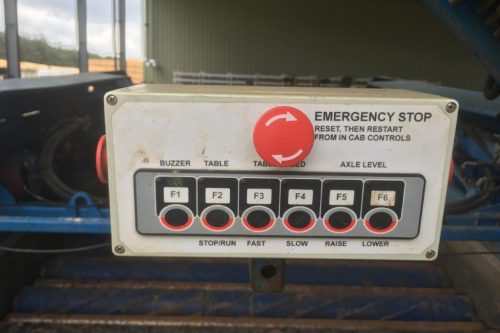 EMERGENCY STOP
RESET, THEN RESTART
FROM IN CAB CONTROLS
BUZZER TABLE AXLE LEVEL
F1 F2 F3 F4 F5 F6
STOP/RUN FAST SLOW RAISE LOWER